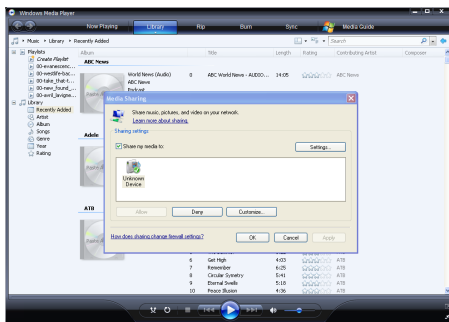 Windows Media Player
Now Playing Library Rip Burn Sync Media Guide
Music Library Recently Added Search
Playlists
Create Playlist
00-evanescenc...
00-westlife-bac...
00-take_that-t...
00-new_found_...
00-avril_lavigne...
Library
Recently Added
Artist
Album
Songs
Genre
Year
Rating
Album Title Length Rating Contributing Artist Composer
ABC News
World News (Audio) 0 ABC World News - AUDIO... 14:05 ABC News
ABC News
Podcast
Adele
ATB
Media Sharing
Share music, pictures, and video on your network.
Learn more about sharing.
Sharing settings
Share my media to:
Settings...
Unknown
Device
Allow Deny Customize...
How does sharing change firewall settings?
OK Cancel Apply
6 Get High 4:03 ATB
7 Remember 6:25 ATB
8 Circular Symetry 5:41 ATB
9 Eternal Swells 5:18 ATB
10 Peace Illusion 4:36 ATB